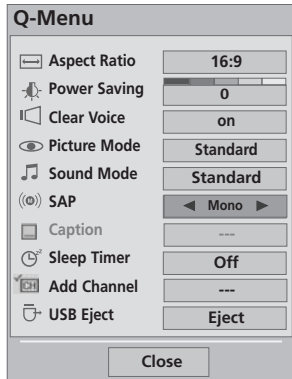 Q-Menu
Aspect Ratio 16:9
Power Saving 0
Clear Voice on
Picture Mode Standard
Sound Mode Standard
SAP ◀ Mono ▶
Caption ---
Sleep Timer Off
CH Add Channel ---
USB Eject Eject
Close